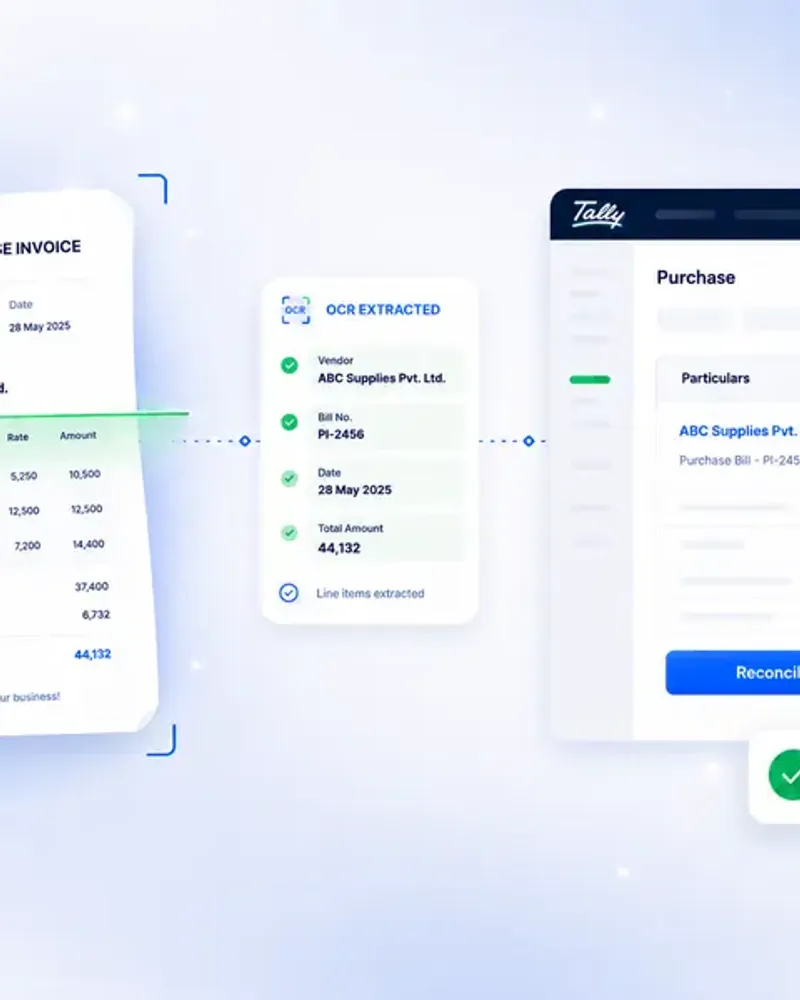 SE INVOICE
Date
28 May 2025
d.
Rate Amount
5,250 10,500
12,500 12,500
7,200 14,400
37,400
6,732
44,132
ur business!
OCR
OCR EXTRACTED
Vendor
ABC Supplies Pvt. Ltd.
Bill No.
PI-2456
Date
28 May 2025
Total Amount
44,132
Line items extracted
Tally
Purchase
Particulars
ABC Supplies Pvt.
Purchase Bill - PI-245
Reconcil